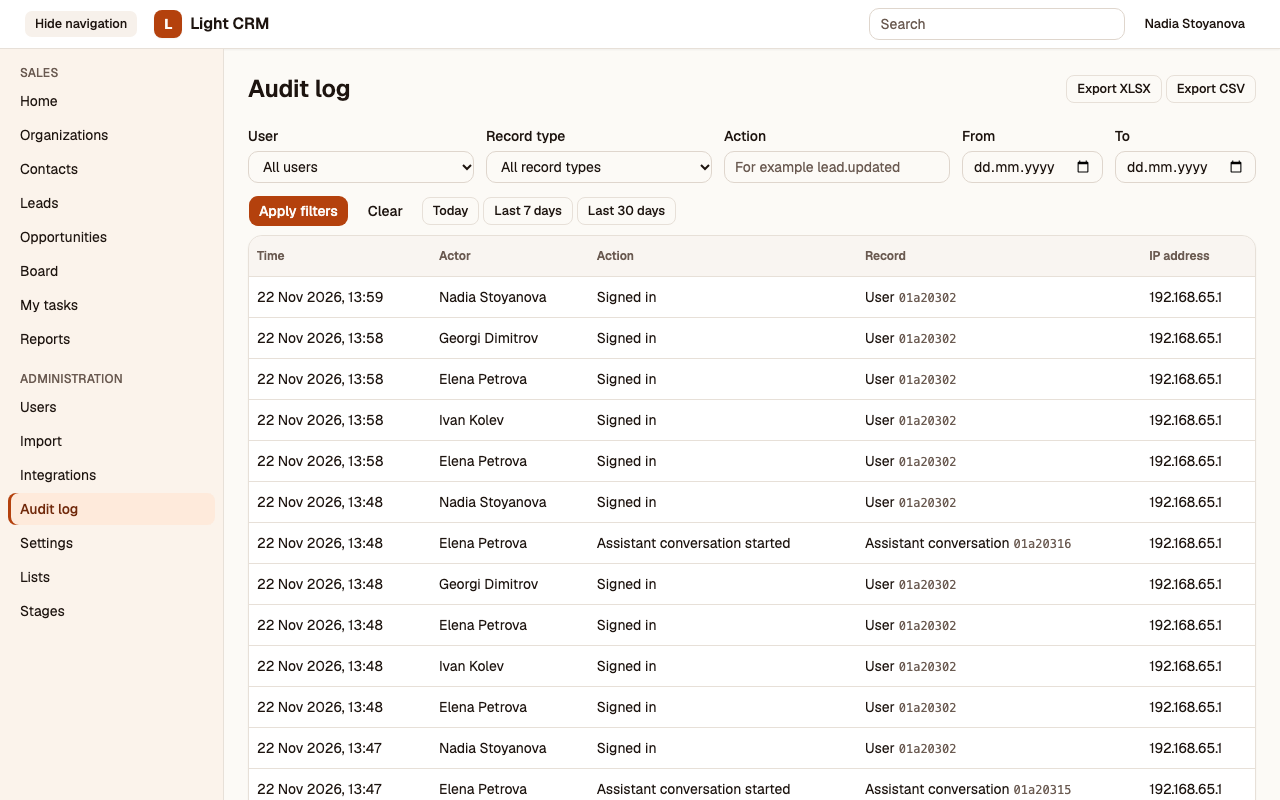 Hide navigation
L
Light CRM
Search
Nadia Stoyanova
SALES
Home
Organizations
Contacts
Leads
Opportunities
Board
My tasks
Reports
ADMINISTRATION
Users
Import
Integrations
Audit log
Settings
Lists
Stages
Audit log
Export XLSX
Export CSV
User
Record type
Action
From
To
All users
All record types
For example lead.updated
dd.mm.yyyy
dd.mm.yyyy
Apply filters
Clear
Today
Last 7 days
Last 30 days
Time Actor Action Record IP address
22 Nov 2026, 13:59 Nadia Stoyanova Signed in User 01a20302 192.168.65.1
22 Nov 2026, 13:58 Georgi Dimitrov Signed in User 01a20302 192.168.65.1
22 Nov 2026, 13:58 Elena Petrova Signed in User 01a20302 192.168.65.1
22 Nov 2026, 13:58 Ivan Kolev Signed in User 01a20302 192.168.65.1
22 Nov 2026, 13:58 Elena Petrova Signed in User 01a20302 192.168.65.1
22 Nov 2026, 13:48 Nadia Stoyanova Signed in User 01a20302 192.168.65.1
22 Nov 2026, 13:48 Elena Petrova Assistant conversation started Assistant conversation 01a20316 192.168.65.1
22 Nov 2026, 13:48 Georgi Dimitrov Signed in User 01a20302 192.168.65.1
22 Nov 2026, 13:48 Elena Petrova Signed in User 01a20302 192.168.65.1
22 Nov 2026, 13:48 Ivan Kolev Signed in User 01a20302 192.168.65.1
22 Nov 2026, 13:48 Elena Petrova Signed in User 01a20302 192.168.65.1
22 Nov 2026, 13:47 Nadia Stoyanova Signed in User 01a20302 192.168.65.1
22 Nov 2026, 13:47 Elena Petrova Assistant conversation started Assistant conversation 01a20315 192.168.65.1